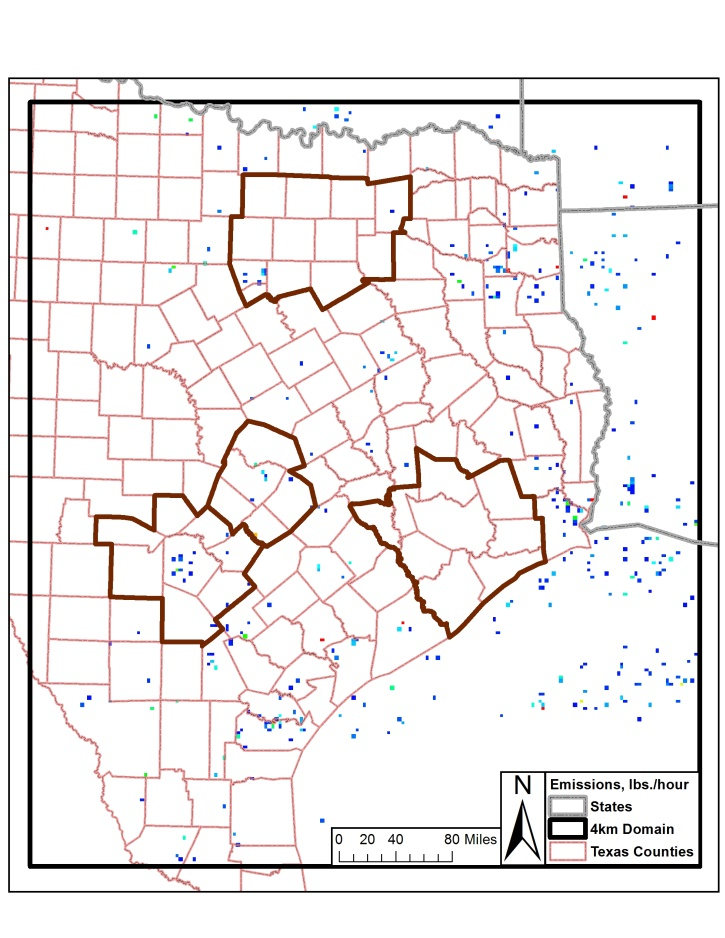 N
0 20 40 80 Miles
Emissions, lbs./hour
States
4km Domain
Texas Counties